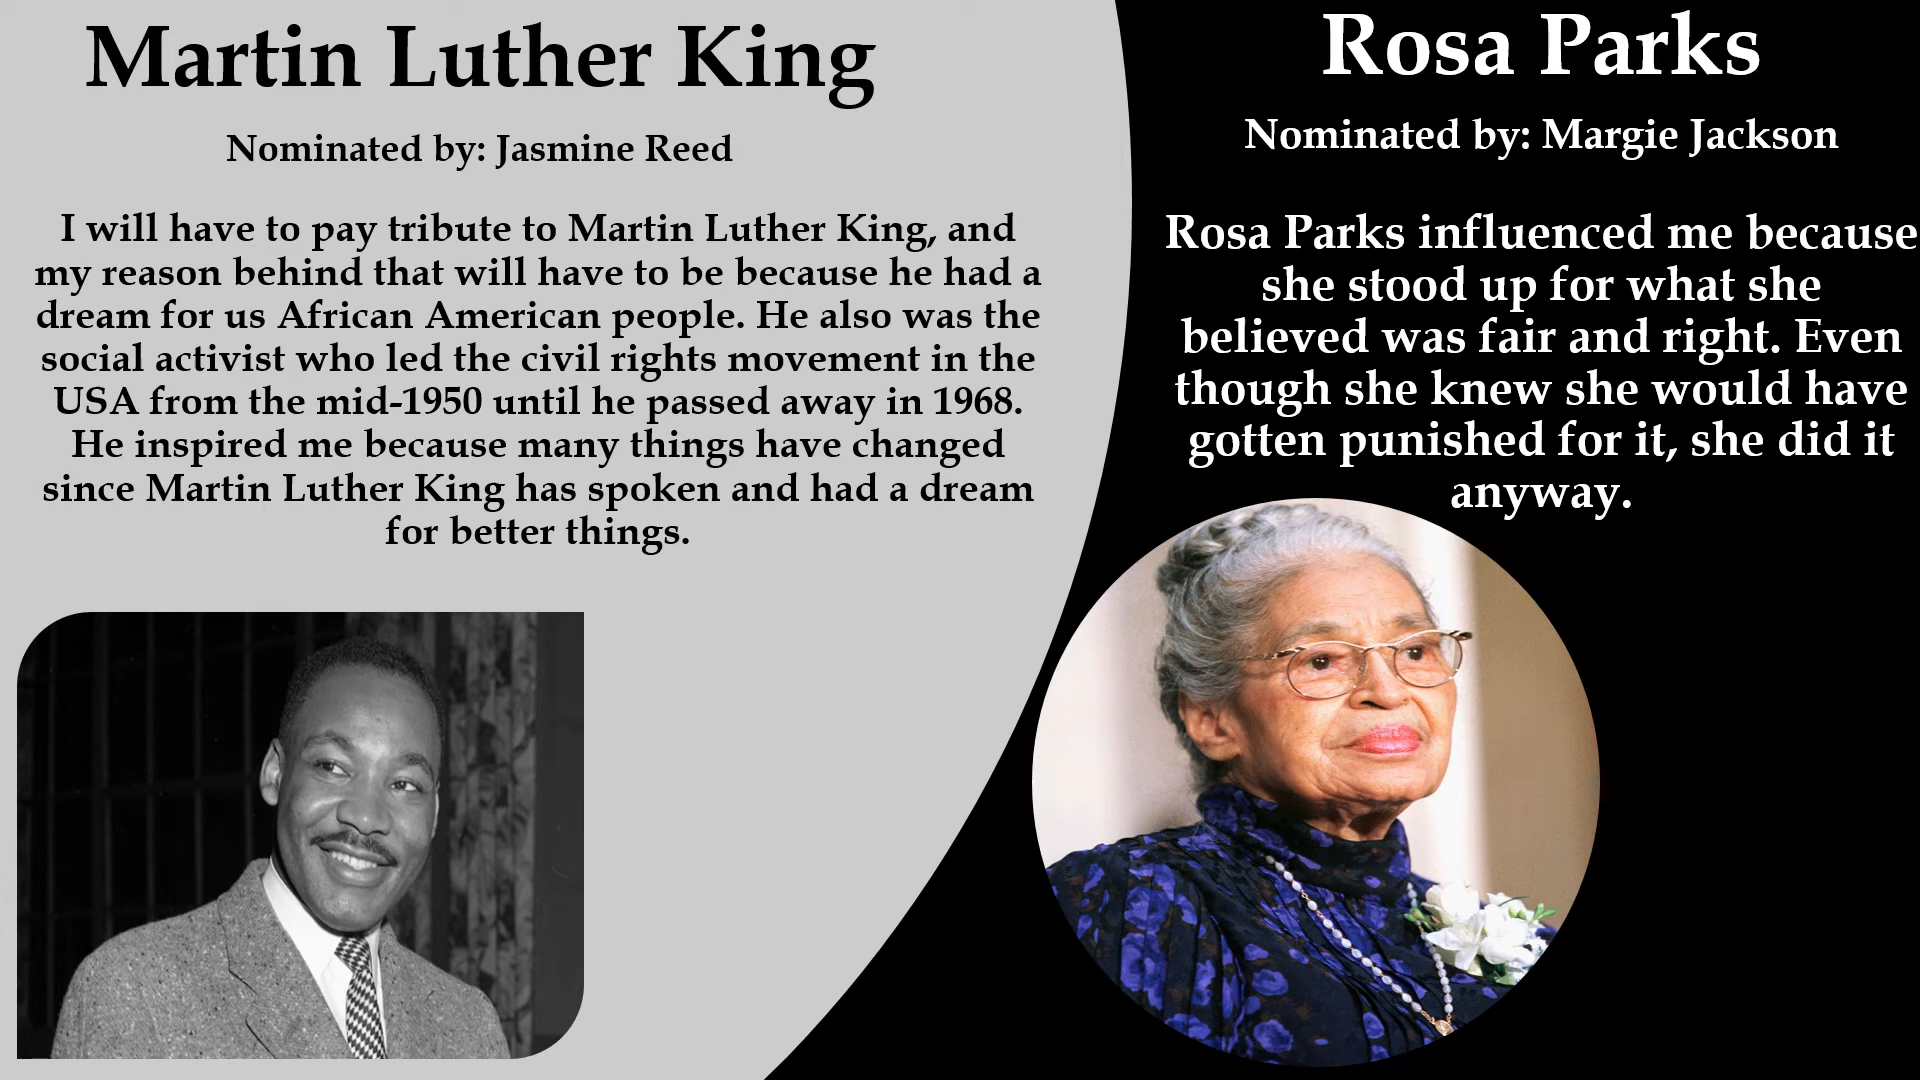 Martin Luther King
Nominated by: Jasmine Reed
I will have to pay tribute to Martin Luther King, and
my reason behind that will have to be because he had a
dream for us African American people. He also was the
social activist who led the civil rights movement in the
USA from the mid-1950 until he passed away in 1968.
He inspired me because many things have changed
since Martin Luther King has spoken and had a dream
for better things.
Rosa Parks
Nominated by: Margie Jackson
Rosa Parks influenced me because
she stood up for what she
believed was fair and right. Even
though she knew she would have
gotten punished for it, she did it
anyway.